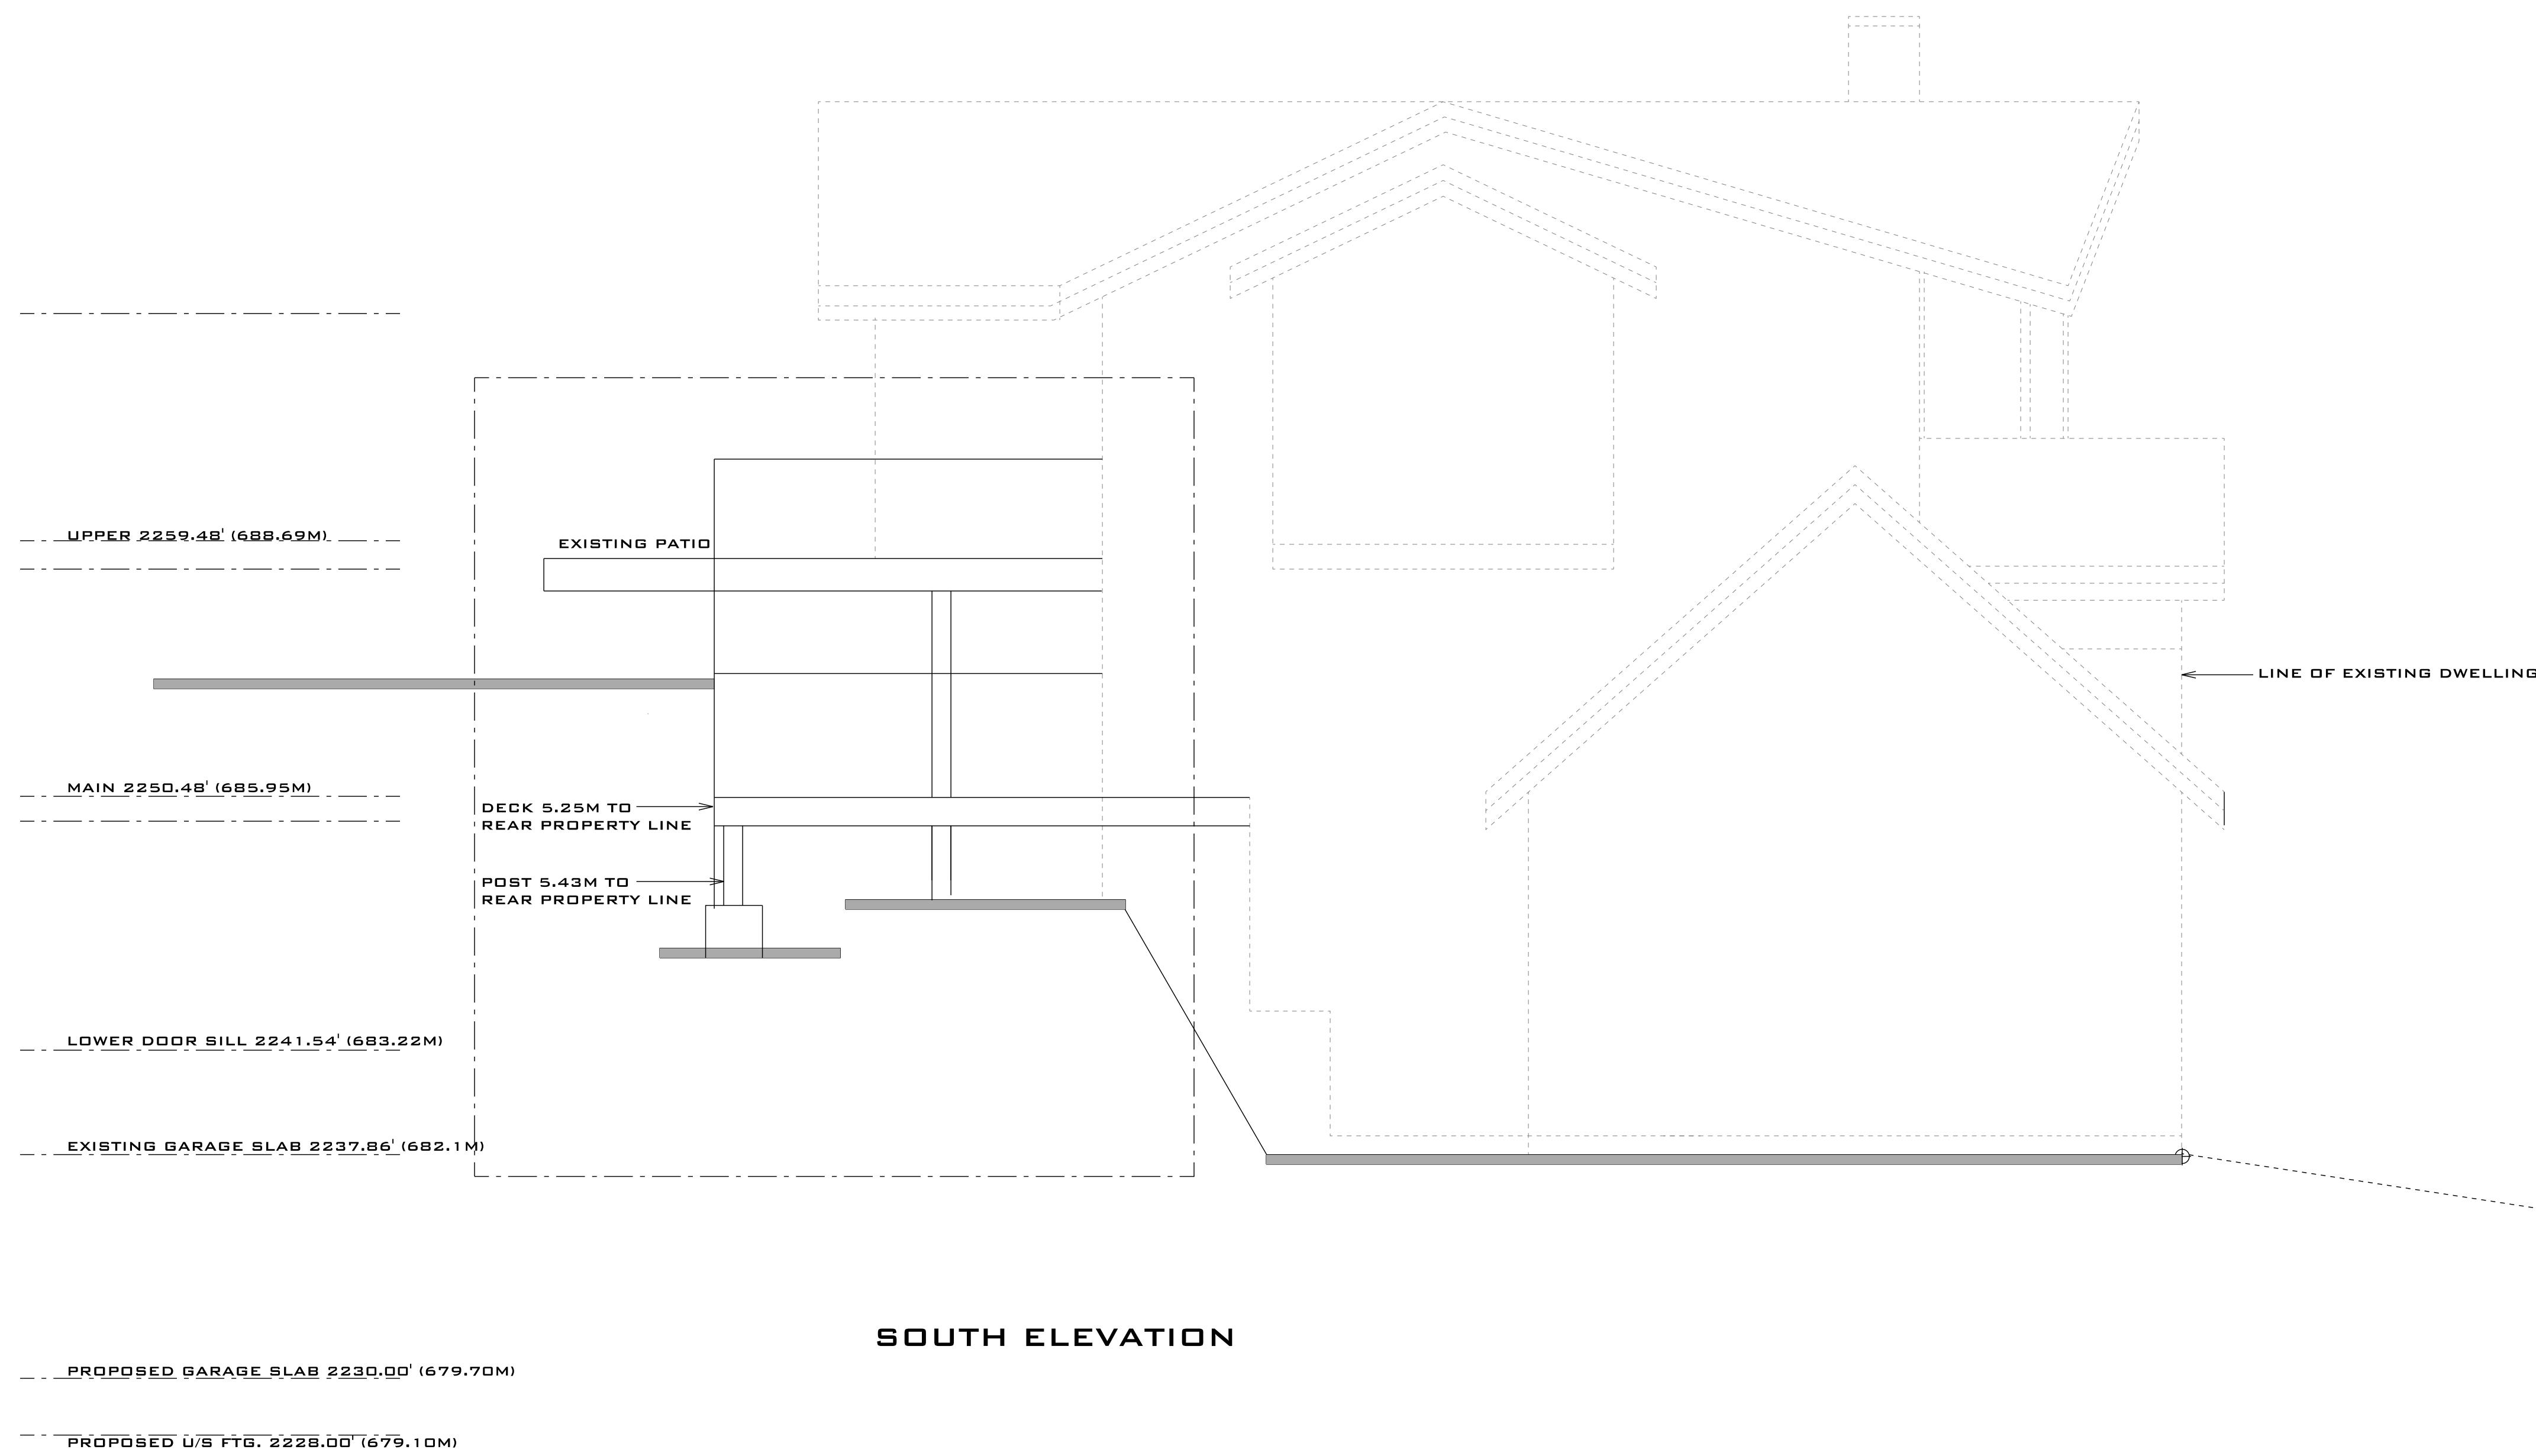 UPPER 2259.48' (688.69M)
EXISTING PATIO
LINE OF EXISTING DWELLING
MAIN 2250.48' (685.95M)
DECK 5.25M TO
REAR PROPERTY LINE
POST 5.43M TO
REAR PROPERTY LINE
LOWER DOOR SILL 2241.54' (683.22M)
EXISTING GARAGE SLAB 2237.86' (682.1M)
SOUTH ELEVATION
PROPOSED GARAGE SLAB 2230.00' (679.70M)
PROPOSED U/S FTG. 2228.00' (679.10M)